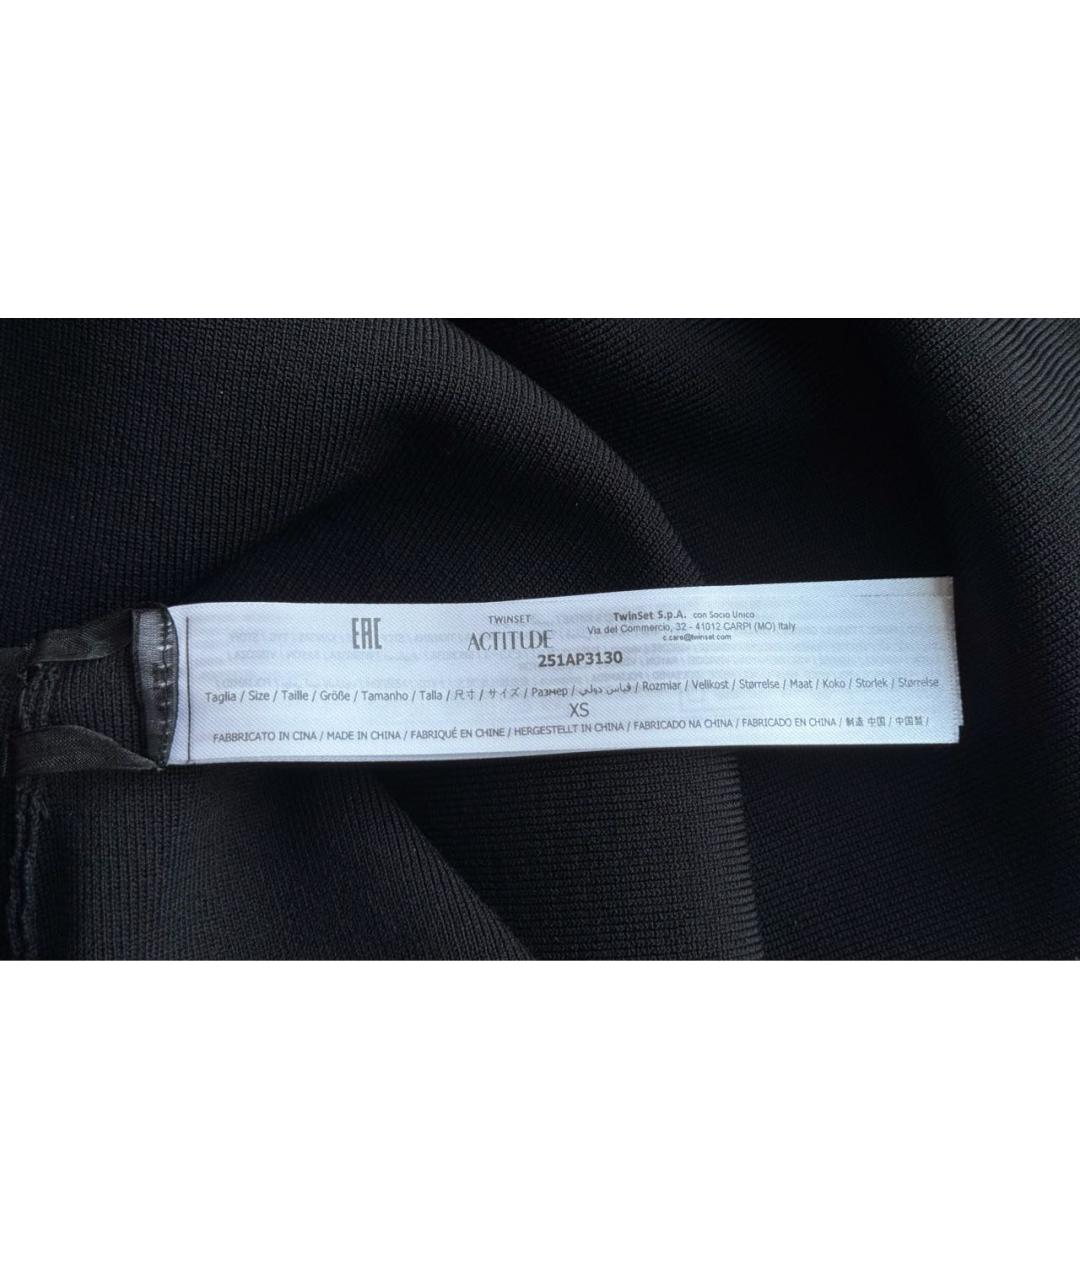 EAC
TWINSET
ACTITUDE
TwinSet S.p.A. con Socio Unico
Via del Commercio, 32 - 41012 CARPI (MO) Italy
c.care@twinset.com
251AP3130
Taglia / Size / Taille / Größe / Tamanho / Talla / 尺寸 / サイズ / Размер / قياس دولي / Rozmiar / Velikost / Størrelse / Maat / Koko / Storlek / Størrelse
XS
FABBRICATO IN CINA / MADE IN CHINA / FABRIQUÉ EN CHINE / HERGESTELLT IN CHINA / FABRICADO NA CHINA / FABRICADO EN CHINA / 制造 中国 / 中国製 /